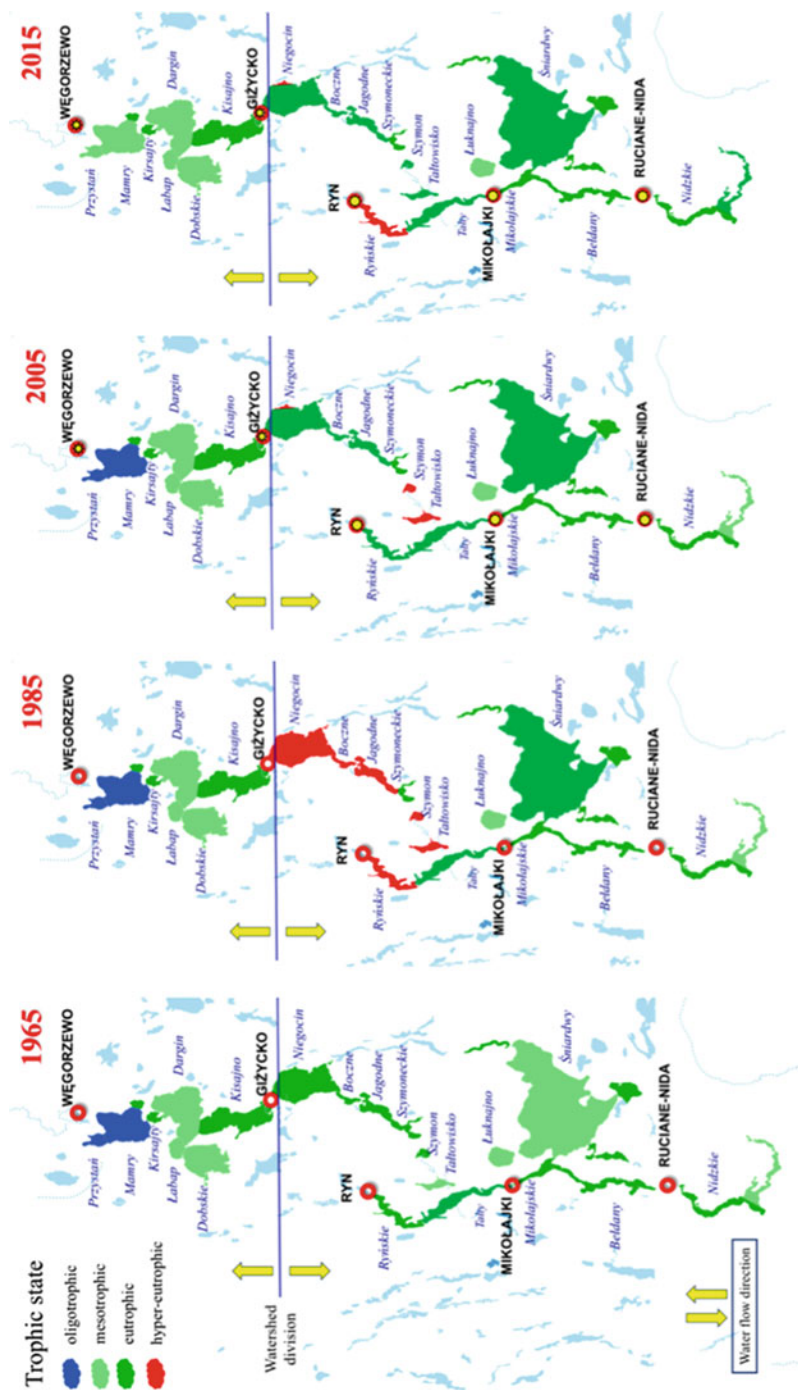 Trophic state
oligotrophic
mesotrophic
eutrophic
hyper-eutrophic
Watershed
division
Water flow direction
1965
WĘGORZEWO
Przystań
Mamry
Kirsajty
Dargin
Łabap
Dobskie
Kisajno
GIŻYCKO
Niegocin
Boczne
Jagodne
Szymoneckie
Szymon
Tałtowisko
RYN
Ryńskie
Łuknajno
Śniardwy
Tałty
MIKOŁAJKI
Mikołajskie
Bełdany
RUCIANE-NIDA
Nidzkie
1985
WĘGORZEWO
Przystań
Mamry
Kirsajty
Dargin
Łabap
Dobskie
Kisajno
GIŻYCKO
Niegocin
Boczne
Jagodne
Szymoneckie
Szymon
Tałtowisko
RYN
Ryńskie
Łuknajno
Śniardwy
Tałty
MIKOŁAJKI
Mikołajskie
Bełdany
RUCIANE-NIDA
Nidzkie
2005
WĘGORZEWO
Przystań
Mamry
Kirsajty
Dargin
Łabap
Dobskie
Kisajno
GIŻYCKO
Niegocin
Boczne
Jagodne
Szymoneckie
Szymon
Tałtowisko
RYN
Ryńskie
Łuknajno
Śniardwy
Tałty
MIKOŁAJKI
Mikołajskie
Bełdany
RUCIANE-NIDA
Nidzkie
2015
WĘGORZEWO
Przystań
Mamry
Kirsajty
Dargin
Łabap
Dobskie
Kisajno
GIŻYCKO
Niegocin
Boczne
Jagodne
Szymoneckie
Szymon
Tałtowisko
RYN
Ryńskie
Łuknajno
Śniardwy
Tałty
MIKOŁAJKI
Mikołajskie
Bełdany
RUCIANE-NIDA
Nidzkie